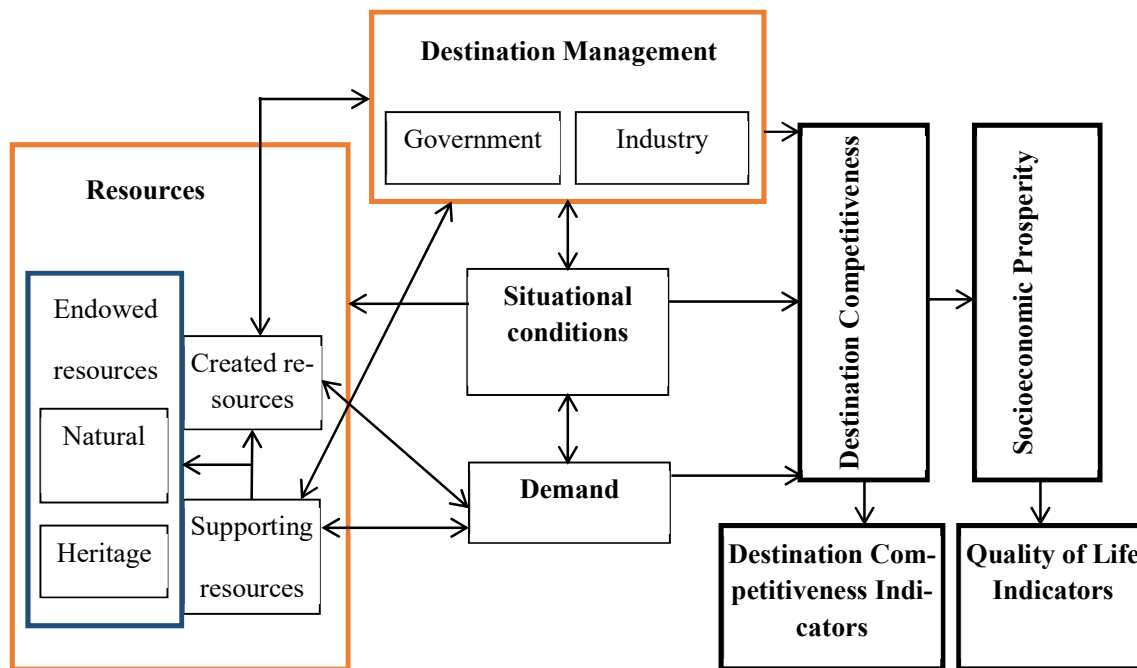 Destination Management
Government
Industry
Resources
Endowed
resources
Natural
Heritage
Created re-
sources
Supporting
resources
Situational
conditions
Demand
Destination Competitiveness
Socioeconomic Prosperity
Destination Com-
petitiveness Indi-
cators
Quality of Life
Indicators